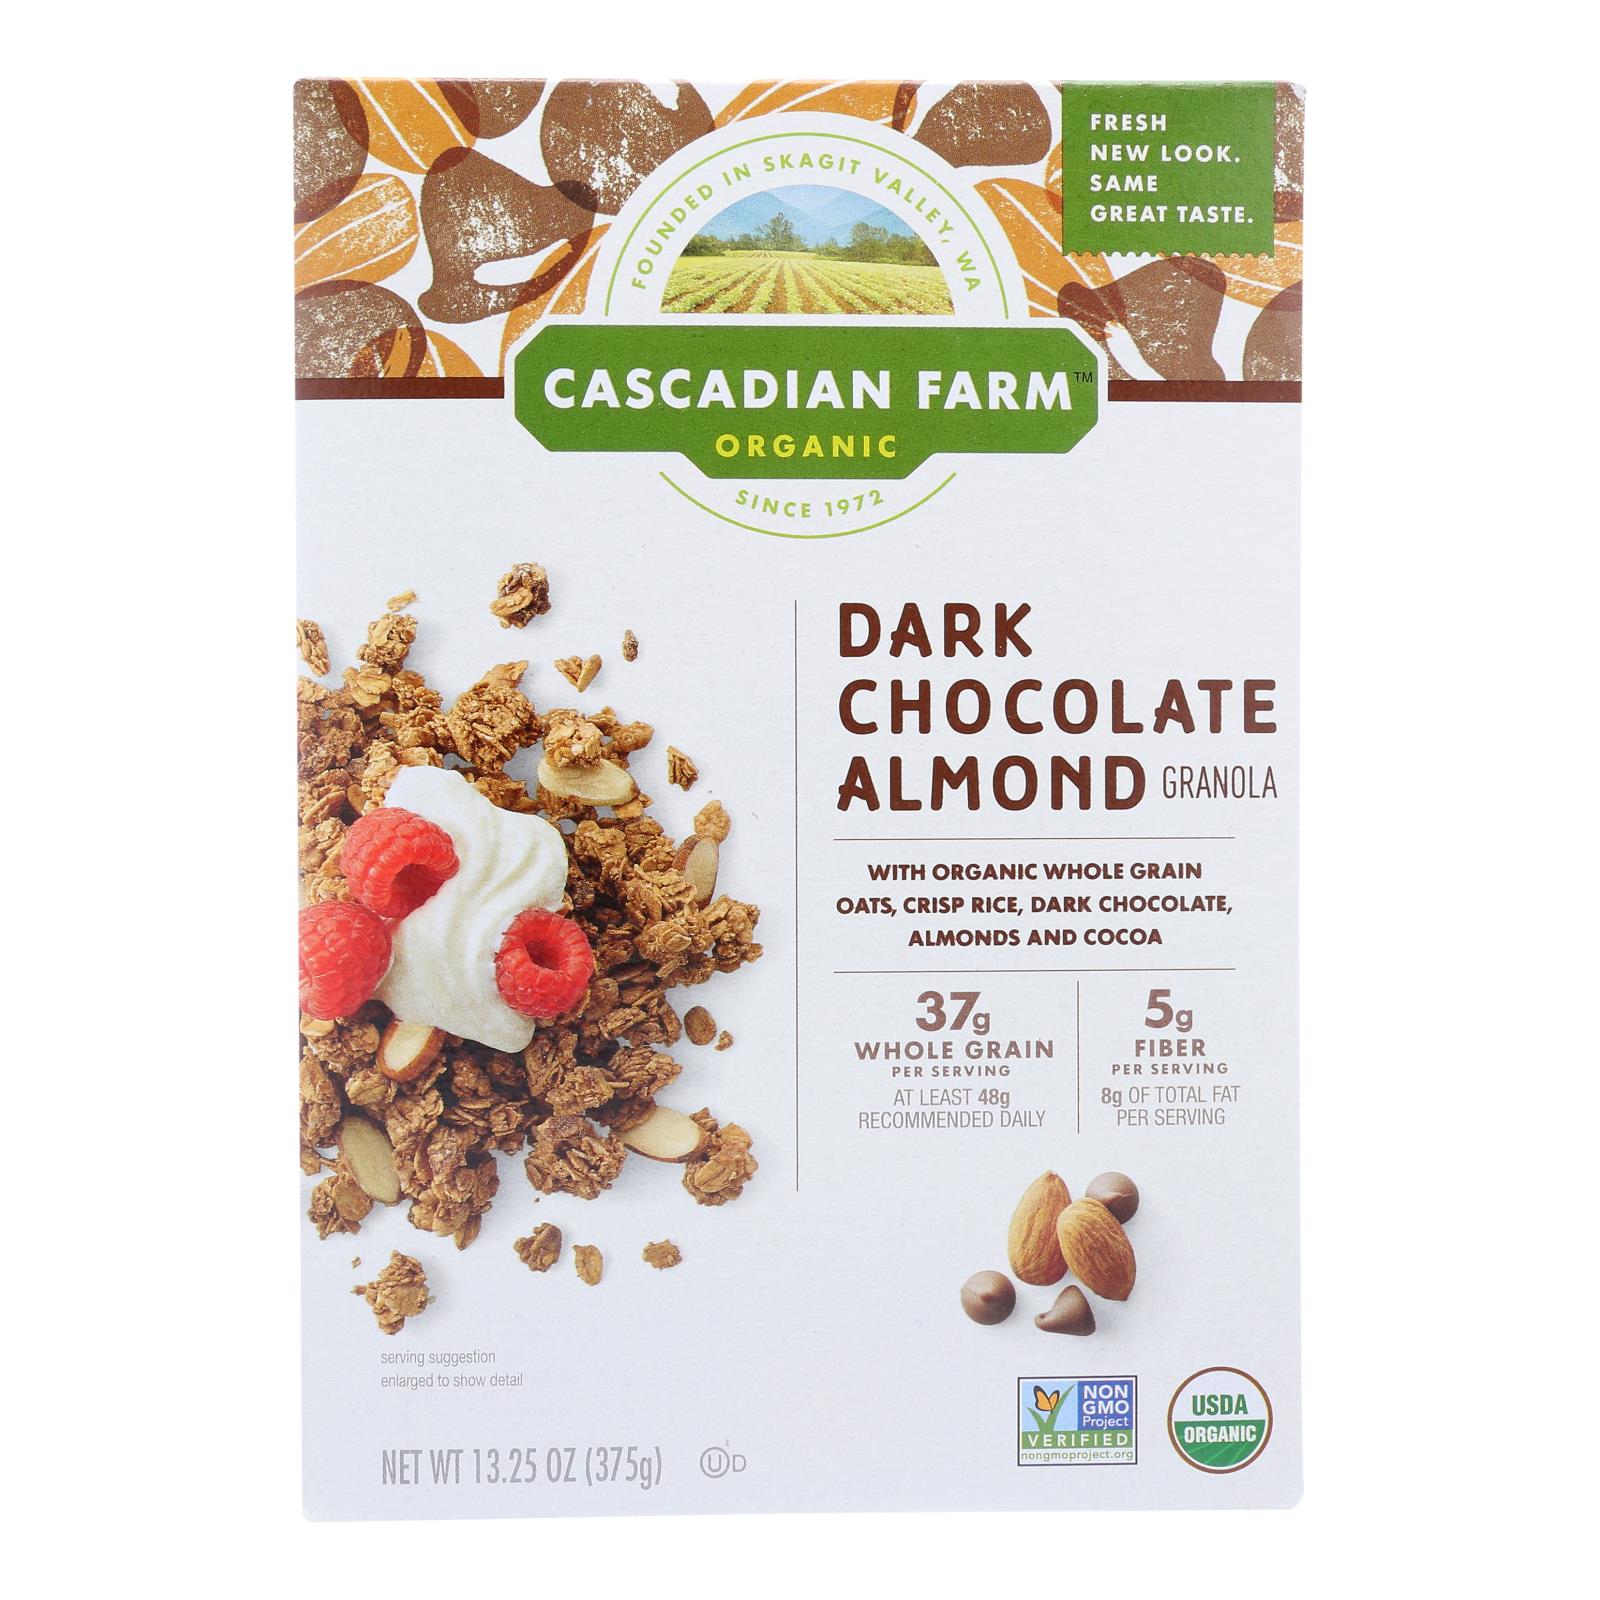 FRESH
NEW LOOK.
SAME
GREAT TASTE.
FOUNDED IN SKAGIT VALLEY, WA
CASCADIAN FARM™
ORGANIC
SINCE 1972
DARK
CHOCOLATE
ALMOND GRANOLA
WITH ORGANIC WHOLE GRAIN
OATS, CRISP RICE, DARK CHOCOLATE,
ALMONDS AND COCOA
37g
WHOLE GRAIN
PER SERVING
AT LEAST 48g
RECOMMENDED DAILY
5g
FIBER
PER SERVING
8g OF TOTAL FAT
PER SERVING
serving suggestion
enlarged to show detail
NON
GMO
Project
VERIFIED
nongmoproject.org
USDA
ORGANIC
NET WT 13.25 OZ (375g) UD